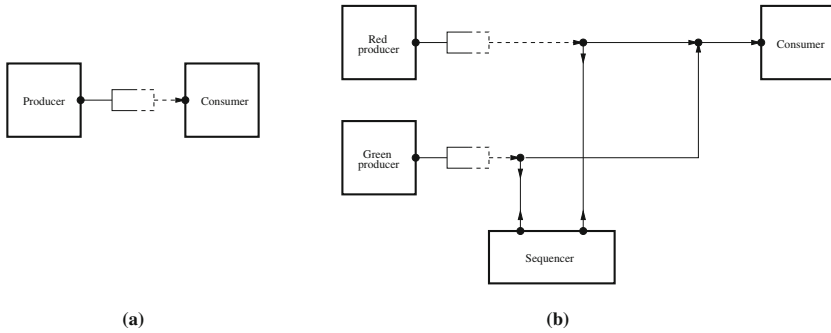 Producer
Consumer
(a)
Red
producer
Consumer
Green
producer
Sequencer
(b)